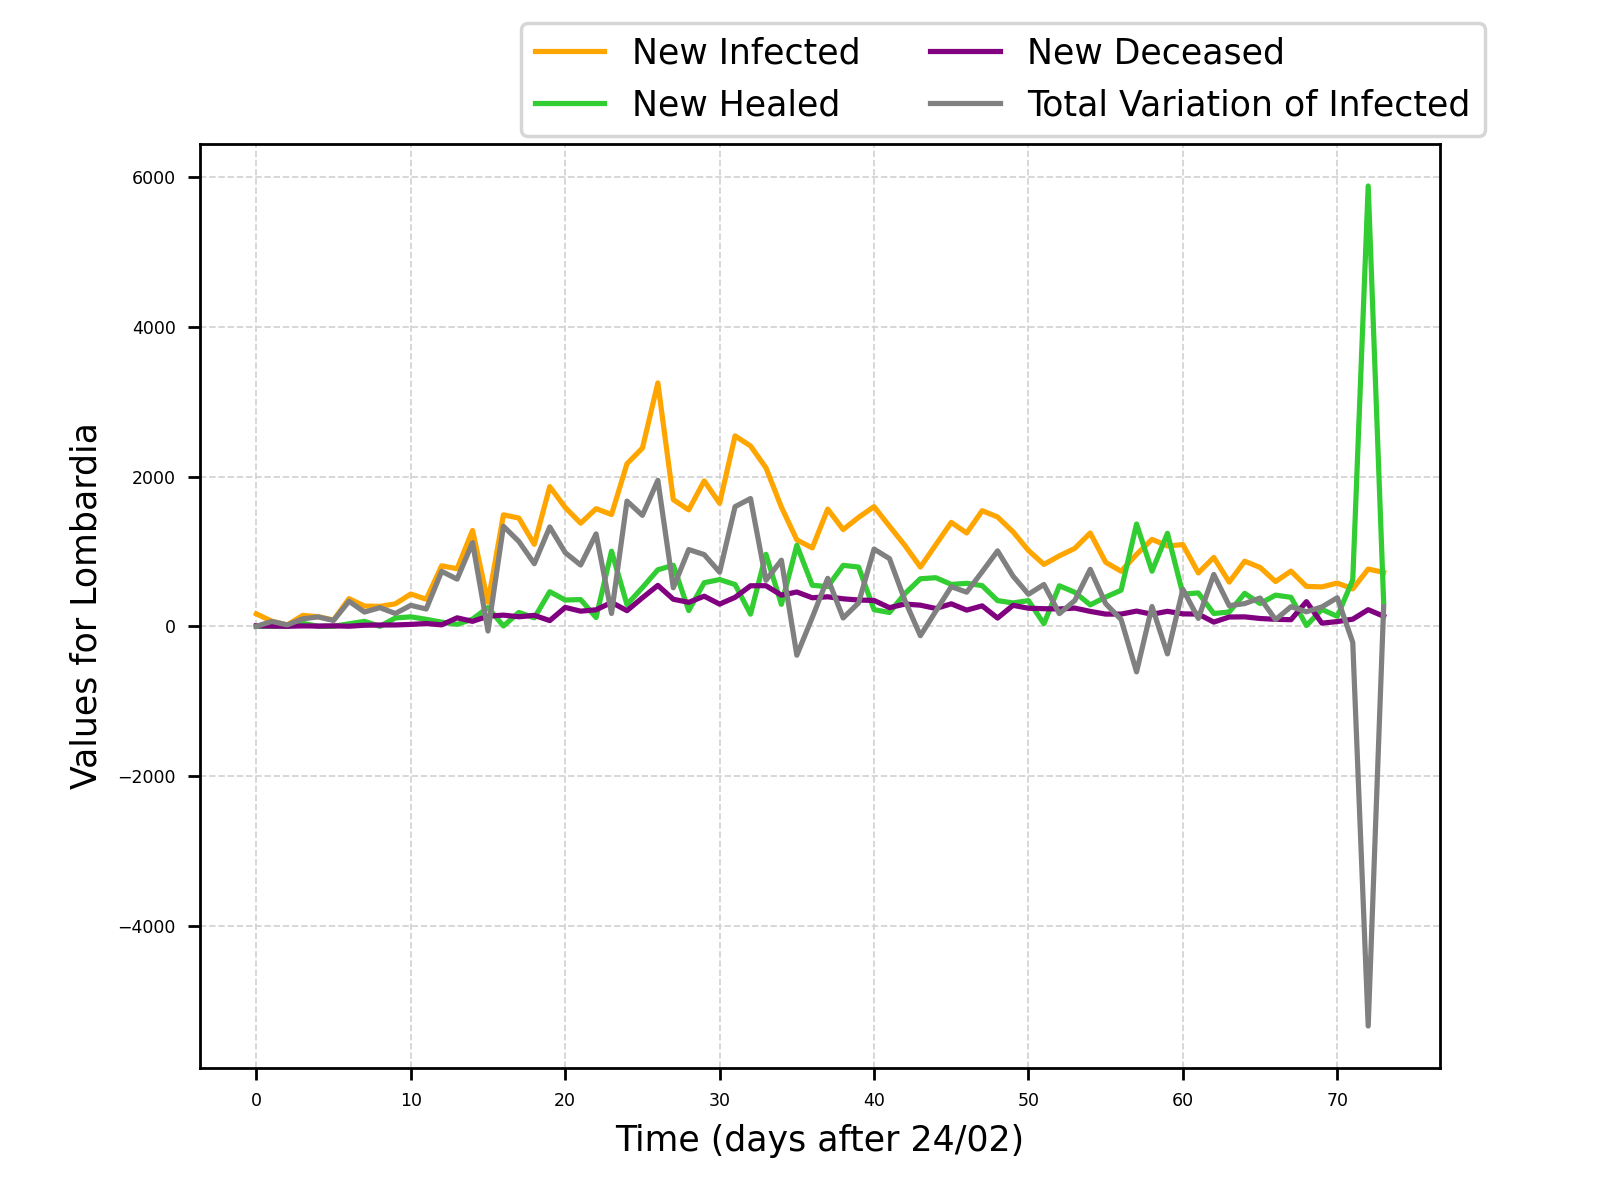 New Infected
New Healed
New Deceased
Total Variation of Infected
6000
4000
2000
0
−2000
−4000
Values for Lombardia
0 10 20 30 40 50 60 70
Time (days after 24/02)